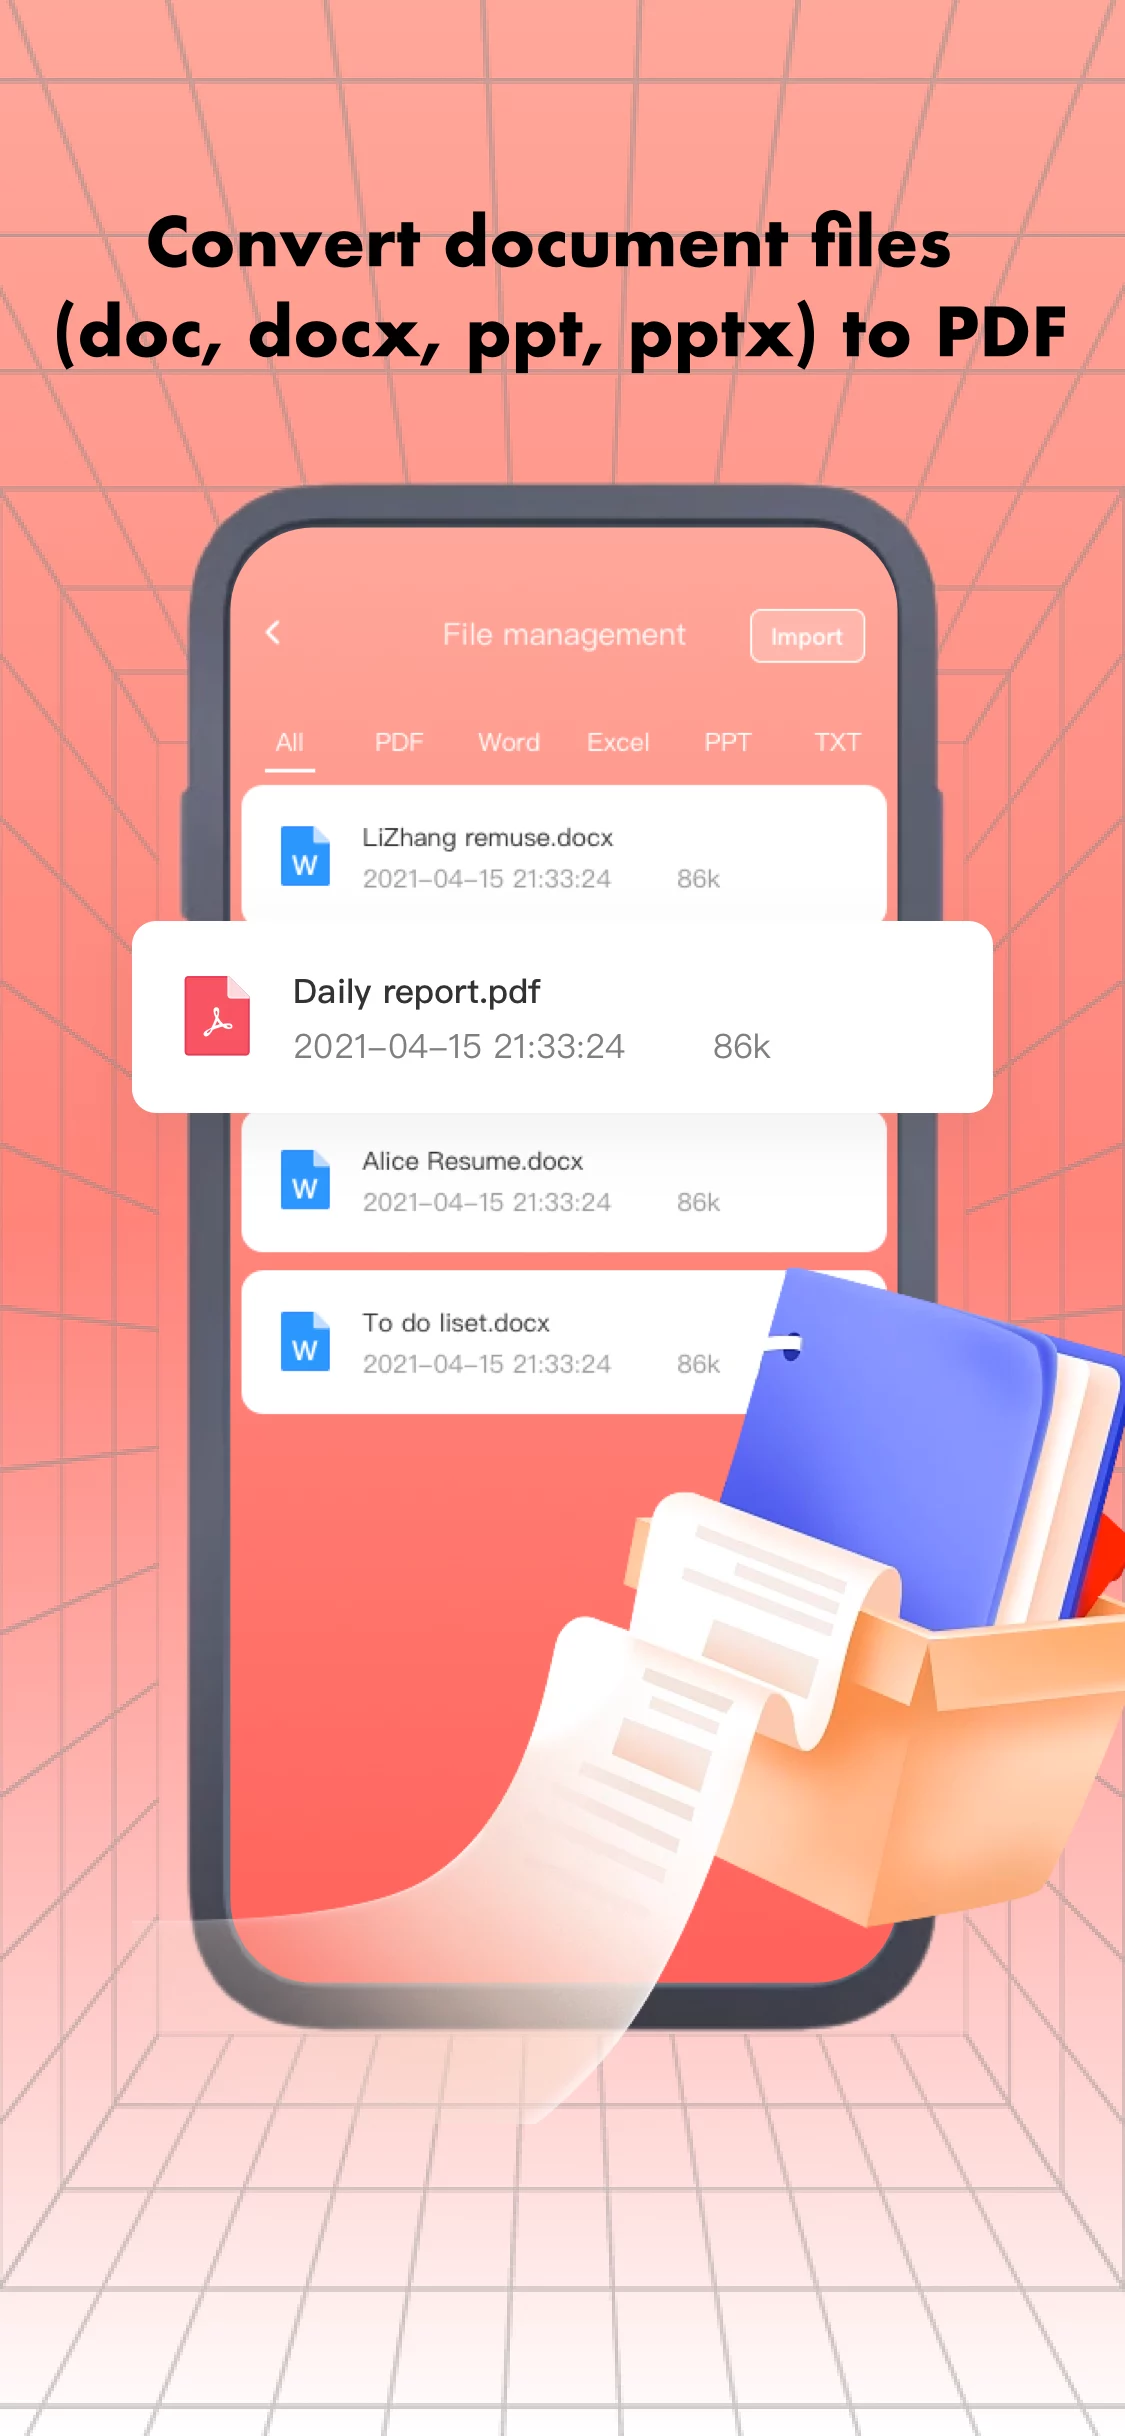 Convert document files
(doc, docx, ppt, pptx) to PDF
File management
Import
All PDF Word Excel PPT TXT
W
LiZhang remuse.docx
2021-04-15 21:33:24 86k
Daily report.pdf
2021-04-15 21:33:24 86k
W
Alice Resume.docx
2021-04-15 21:33:24 86k
W
To do liset.docx
2021-04-15 21:33:24 86k